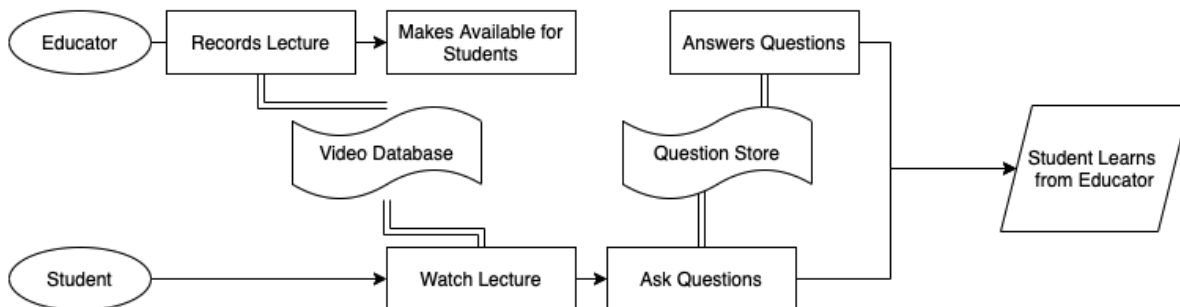 Educator
Records Lecture
Makes Available for
Students
Answers Questions
Video Database
Question Store
Student Learns
from Educator
Student
Watch Lecture
Ask Questions